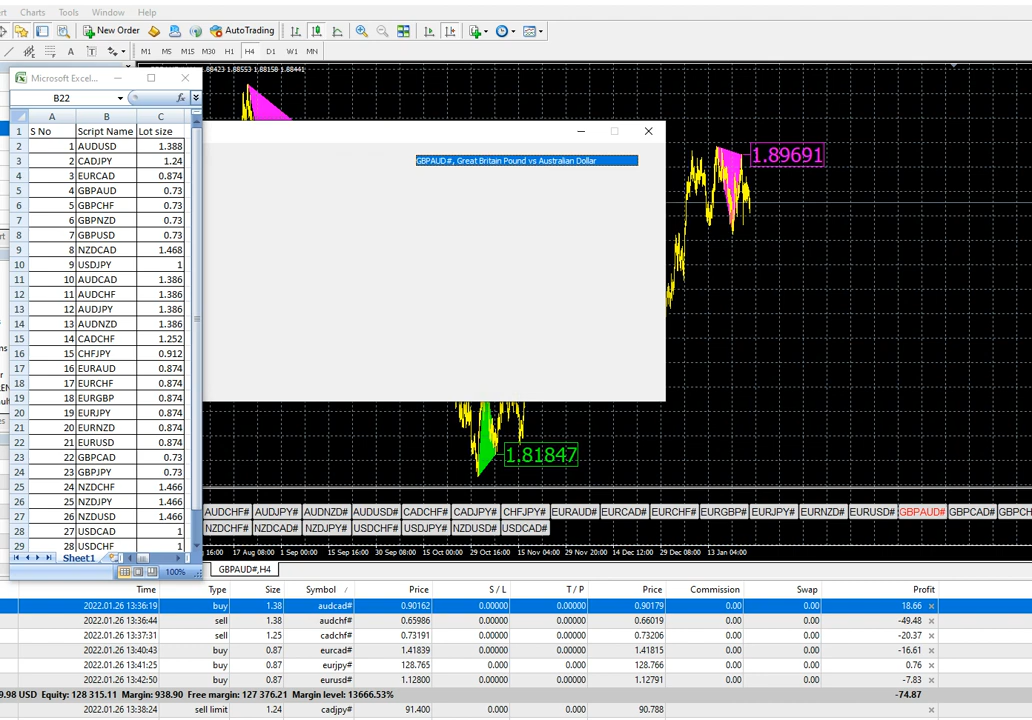 rt Charts Tools Window Help
New Order AutoTrading
A T M1 M5 M15 M30 H1 H4 D1 W1 MN
Microsoft Excel...
1.88423 1.88553 1.88158 1.88441
B22 fx
A B C
1 S No Script Name Lot size
2 1 AUDUSD 1.388
3 2 CADJPY 1.24
4 3 EURCAD 0.874
5 4 GBPAUD 0.73
6 5 GBPCHF 0.73
7 6 GBPNZD 0.73
8 7 GBPUSD 0.73
9 8 NZDCAD 1.468
10 9 USDJPY 1
11 10 AUDCAD 1.386
12 11 AUDCHF 1.386
13 12 AUDJPY 1.386
14 13 AUDNZD 1.386
15 14 CADCHF 1.252
16 15 CHFJPY 0.912
17 16 EURAUD 0.874
18 17 EURCHF 0.874
19 18 EURGBP 0.874
20 19 EURJPY 0.874
21 20 EURNZD 0.874
22 21 EURUSD 0.874
23 22 GBPCAD 0.73
24 23 GBPJPY 0.73
25 24 NZDCHF 1.466
26 25 NZDJPY 1.466
27 26 NZDUSD 1.466
28 27 USDCAD 1
29 28 USDCHF 1
Sheet1
100%
GBPAUD#, Great Britain Pound vs Australian Dollar
1.89691
1.81847
AUDCHF# AUDJPY# AUDNZD# AUDUSD# CADCHF# CADJPY# CHFJPY# EURAUD# EURCAD# EURCHF# EURGBP# EURJPY# EURNZD# EURUSD# GBPAUD# GBPCAD# GBPCH
NZDCHF# NZDCAD# NZDJPY# USDCHF# USDJPY# NZDUSD# USDCAD#
16:00 17 Aug 08:00 1 Sep 00:00 15 Sep 16:00 30 Sep 08:00 15 Oct 00:00 29 Oct 16:00 15 Nov 04:00 29 Nov 20:00 14 Dec 12:00 29 Dec 08:00 13 Jan 04:00
GBPAUD#,H4
Time Type Size Symbol / Price S / L T / P Price Commission Swap Profit
2022.01.26 13:36:19 buy 1.38 audcad# 0.90162 0.00000 0.00000 0.90179 0.00 0.00 18.66
2022.01.26 13:36:44 sell 1.38 audchf# 0.65986 0.00000 0.00000 0.66019 0.00 0.00 -49.48
2022.01.26 13:37:31 sell 1.25 cadchf# 0.73191 0.00000 0.00000 0.73206 0.00 0.00 -20.37
2022.01.26 13:40:43 buy 0.87 eurcad# 1.41839 0.00000 0.00000 1.41815 0.00 0.00 -16.61
2022.01.26 13:41:25 buy 0.87 eurjpy# 128.765 0.000 0.000 128.766 0.00 0.00 0.76
2022.01.26 13:42:50 buy 0.87 eurusd# 1.12800 0.00000 0.00000 1.12791 0.00 0.00 -7.83
9.98 USD Equity: 128 315.11 Margin: 938.90 Free margin: 127 376.21 Margin level: 13666.53% -74.87
2022.01.26 13:38:24 sell limit 1.24 cadjpy# 91.400 0.000 0.000 90.788